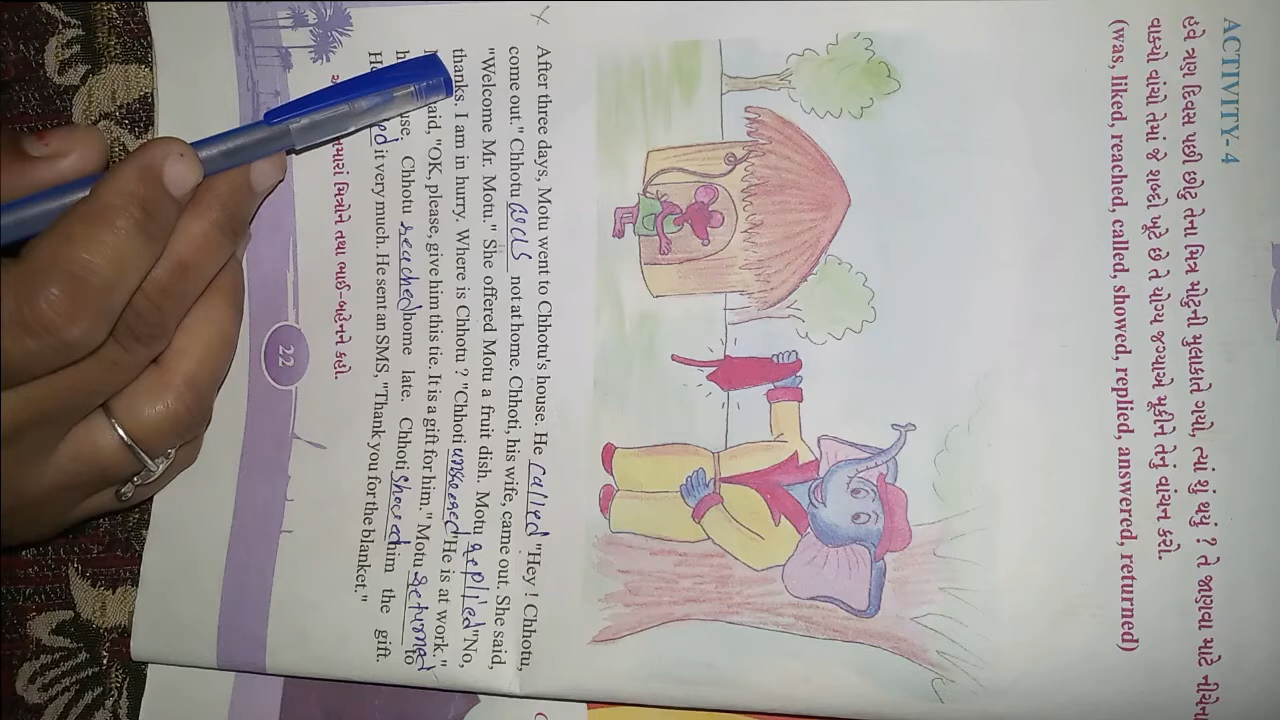 ACTIVITY-4
હવે ત્રણ દિવસ પછી છોટુ તેના મિત્ર મોટુની મુલાકાતે ગયો, ત્યાં શું થયું ? તે જાણવા માટે નીચેના
વાક્યો વાંચો તેમાં જે શબ્દો ખૂટે છે તે યોગ્ય જગ્યાએ મૂકીને તેનું વાંચન કરો.
(was, liked, reached, called, showed, replied, answered, returned)
After three days, Motu went to Chhotu's house. He called "Hey ! Chhotu,
come out." Chhotu was not at home. Chhoti, his wife, came out. She said,
"Welcome Mr. Motu." She offered Motu a fruit dish. Motu replied "No,
thanks. I am in hurry. Where is Chhotu ? "Chhoti answered "He is at work."
said, "OK, please, give him this tie. It is a gift for him." Motu returned to
Chhotu reached home late. Chhoti showed him the gift.
it very much. He sent an SMS, "Thank you for the blanket."
મિત્રોને તથા ભાઈ-બહેનને કહો.
22